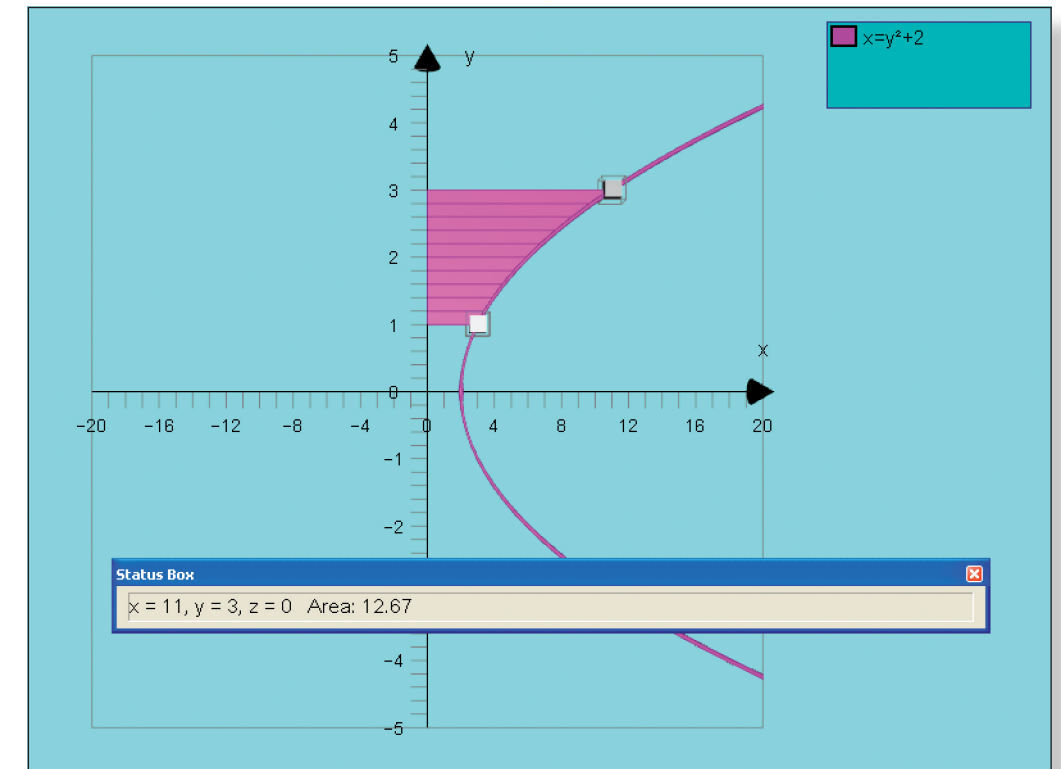 x=y²+2
5
y
4
3
2
1
x
0
-20 -16 -12 -8 -4 0 4 8 12 16 20
-1
-2
Status Box
x = 11, y = 3, z = 0 Area: 12.67
-4
-5